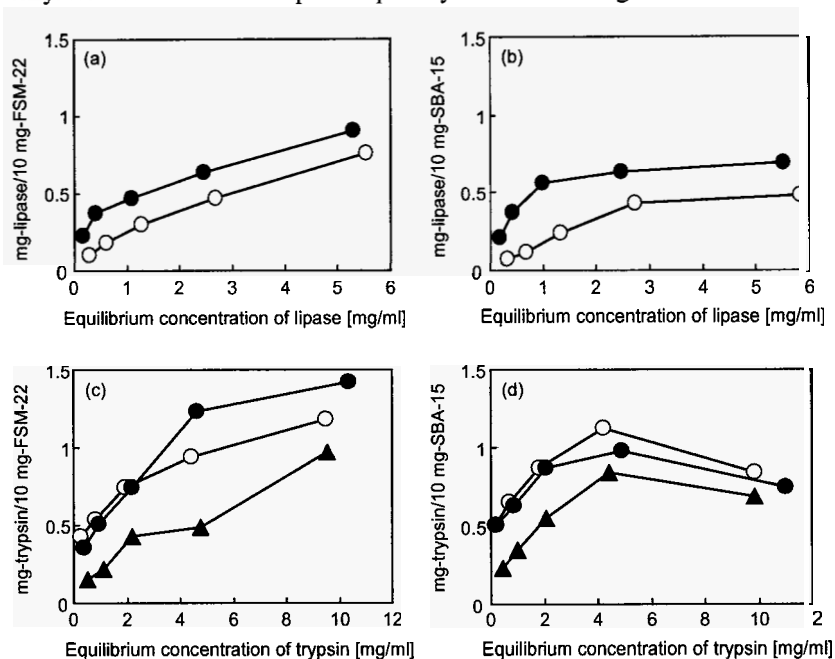 (a)
mg-lipase/10 mg-FSM-22
1.5
1
0.5
0
0 1 2 3 4 5 6
Equilibrium concentration of lipase [mg/ml]
(b)
mg-lipase/10 mg-SBA-15
1.5
1
0.5
0
0 1 2 3 4 5 6
Equilibrium concentration of lipase [mg/ml]
(c)
mg-trypsin/10 mg-FSM-22
1.5
1
0.5
0
0 2 4 6 8 10 12
Equilibrium concentration of trypsin [mg/ml]
(d)
mg-trypsin/10 mg-SBA-15
1.5
1
0.5
0
0 2 4 6 8 10 2
Equilibrium concentration of trypsin [mg/ml]